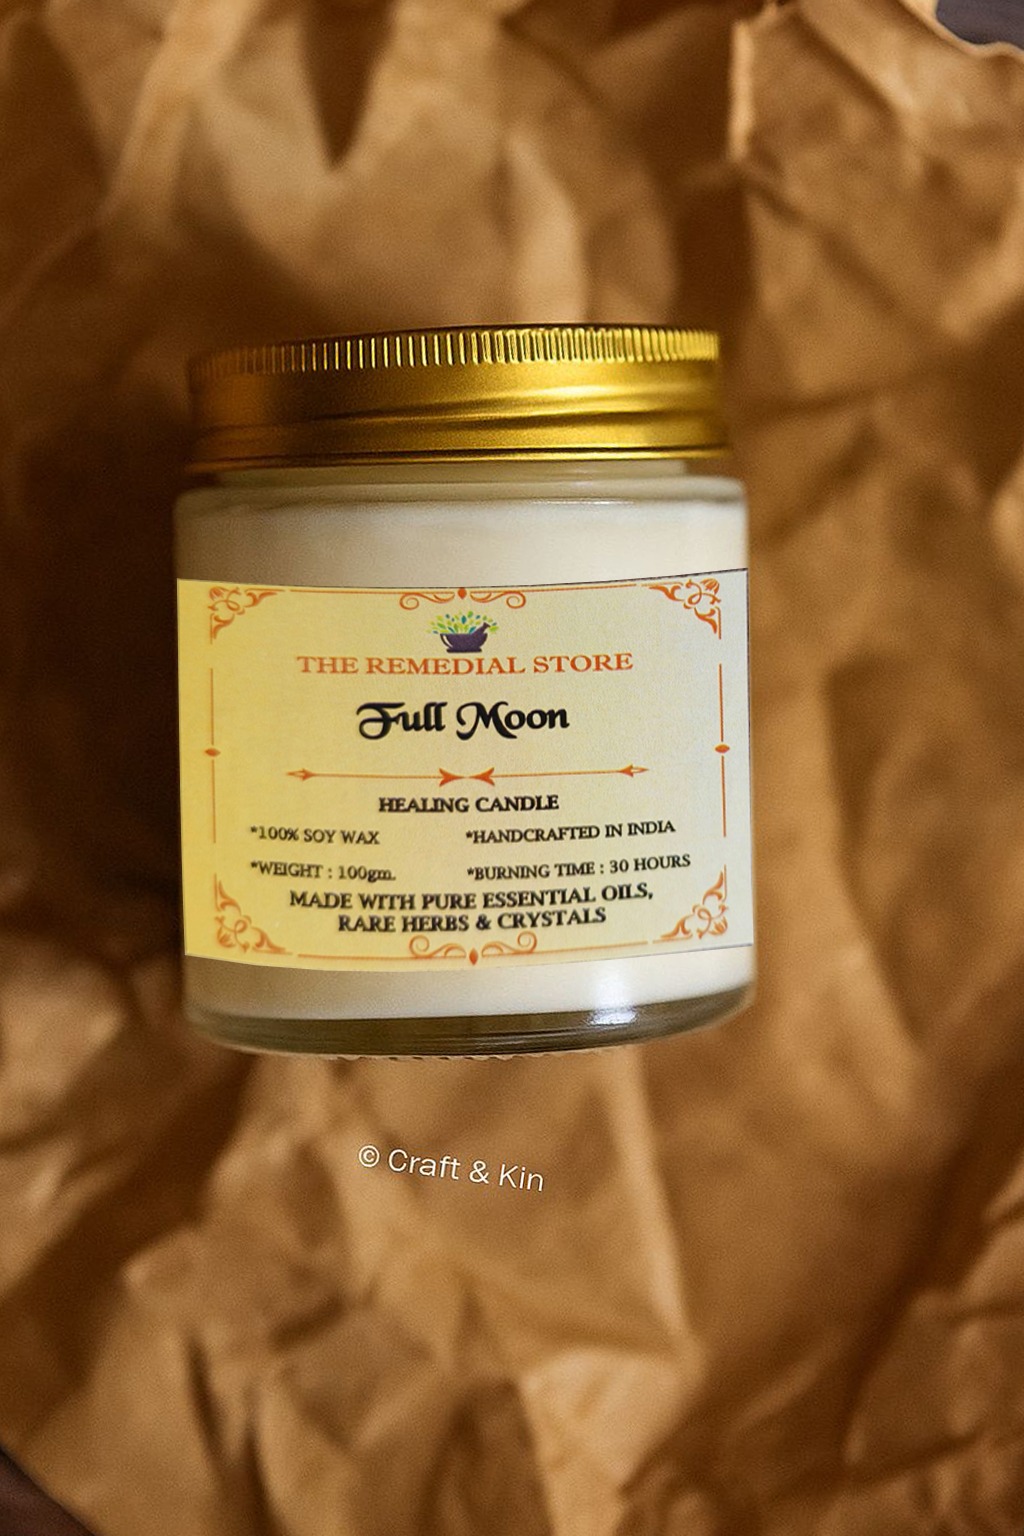 THE REMEDIAL STORE
Full Moon
HEALING CANDLE
*100% SOY WAX *HANDCRAFTED IN INDIA
*WEIGHT : 100gm. *BURNING TIME : 30 HOURS
MADE WITH PURE ESSENTIAL OILS,
RARE HERBS & CRYSTALS
© Craft & Kin